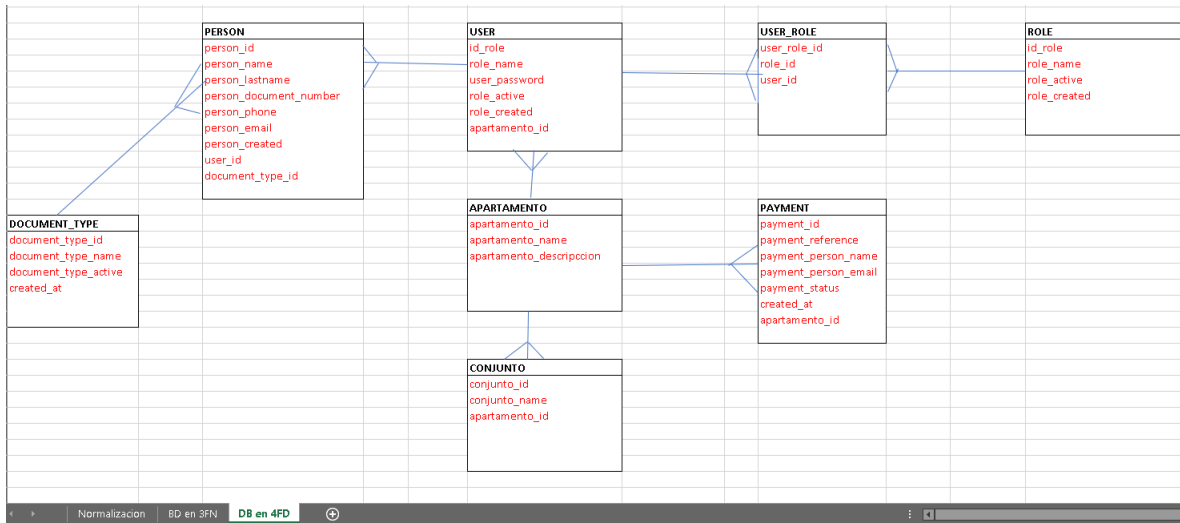 PERSON
person_id
person_name
person_lastname
person_document_number
person_phone
person_email
person_created
user_id
document_type_id
USER
id_role
role_name
user_password
role_active
role_created
apartamento_id
USER_ROLE
user_role_id
role_id
user_id
ROLE
id_role
role_name
role_active
role_created
DOCUMENT_TYPE
document_type_id
document_type_name
document_type_active
created_at
APARTAMENTO
apartamento_id
apartamento_name
apartamento_descripccion
PAYMENT
payment_id
payment_reference
payment_person_name
payment_person_email
payment_status
created_at
apartamento_id
CONJUNTO
conjunto_id
conjunto_name
apartamento_id
Normalizacion
BD en 3FN
DB en 4FD